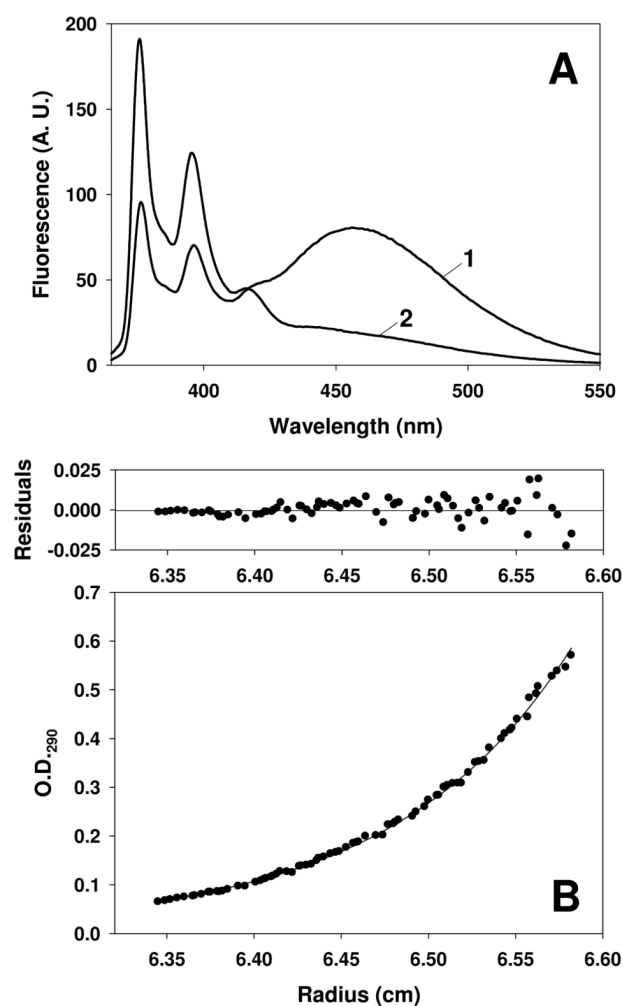 A
200
150
100
50
0
Fluorescence (A. U.)
1
2
400 450 500 550
Wavelength (nm)
Residuals
0.025
0.000
-0.025
6.35 6.40 6.45 6.50 6.55 6.60
0.7
0.6
0.5
0.4
0.3
0.2
0.1
0.0
O.D.290
B
6.35 6.40 6.45 6.50 6.55 6.60
Radius (cm)